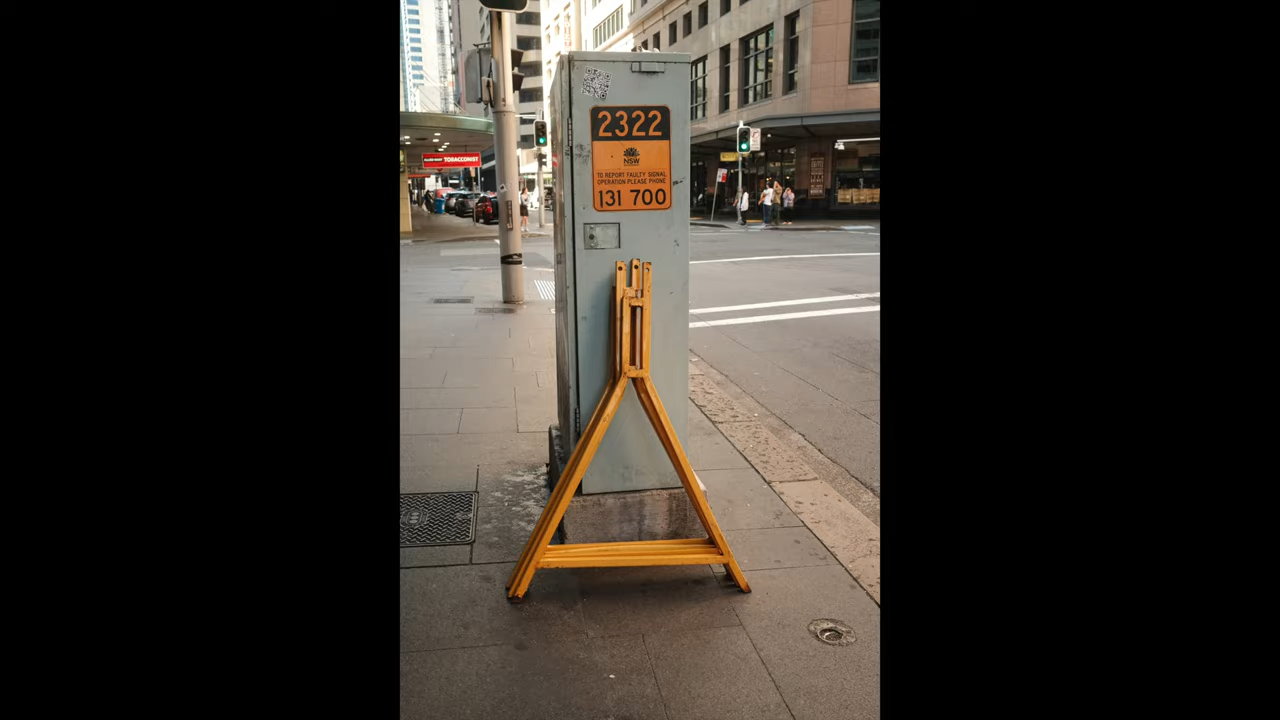 2322
NSW
TO REPORT FAULTY SIGNAL
OPERATION PLEASE PHONE
131 700
TOBACCONIST